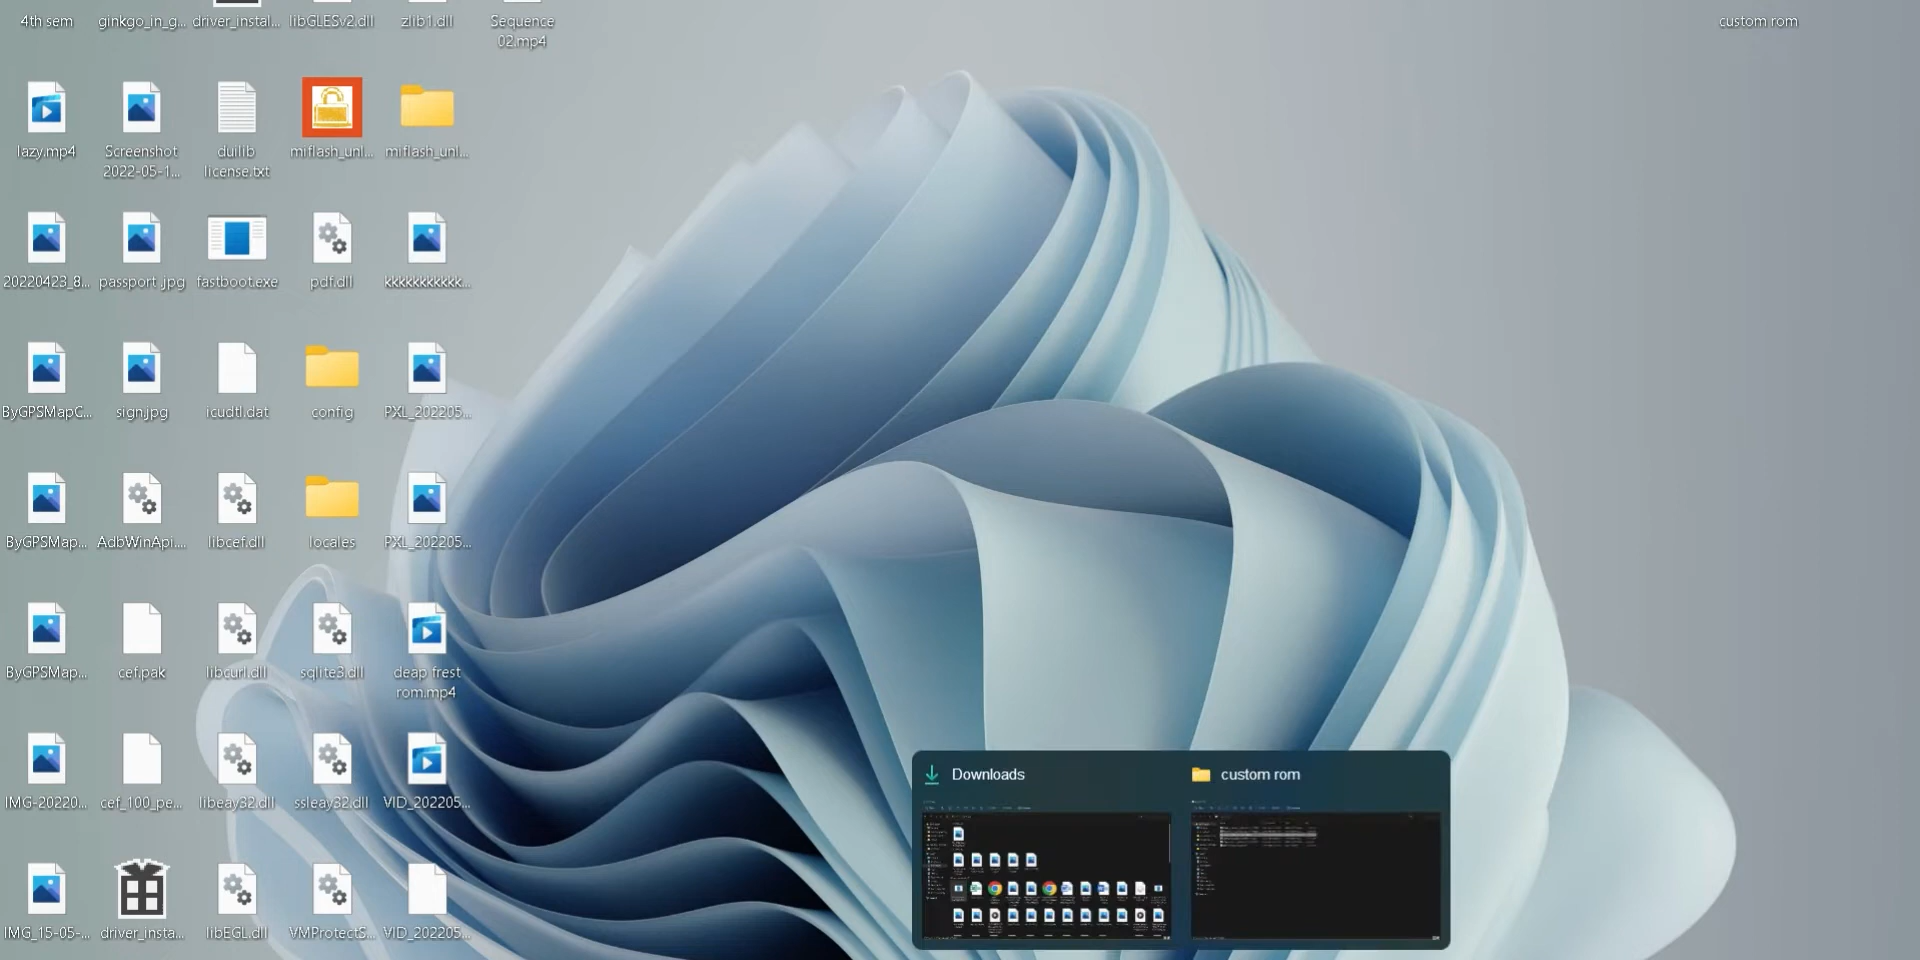 4th sem
ginkgo_in_g...
driver_instal...
libGLESv2.dll
zlib1.dll
Sequence
02.mp4
custom rom
lazy.mp4
Screenshot
2022-05-1...
duilib
license.txt
miflash_unl...
miflash_unl...
20220423_8...
passport .jpg
fastboot.exe
pdf.dll
kkkkkkkkkkk...
ByGPSMapC...
sign.jpg
icudtl.dat
config
PXL_202205...
ByGPSMap...
AdbWinApi....
libcef.dll
locales
PXL_202205...
ByGPSMap...
cef.pak
libcurl.dll
sqlite3.dll
deap frest
rom.mp4
IMG-20220...
cef_100_pe...
libeay32.dll
ssleay32.dll
VID_202205...
IMG_15-05-...
driver_insta...
libEGL.dll
VMProtectS...
VID_202205...
Downloads
custom rom